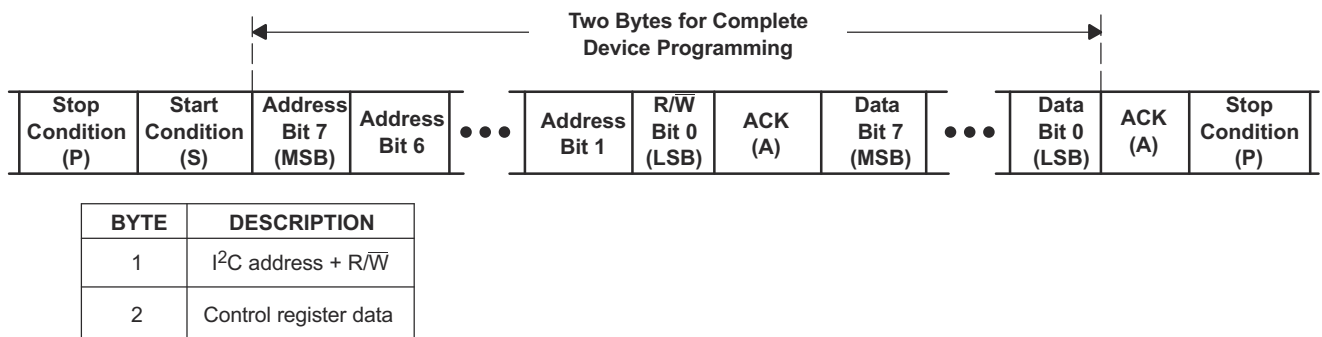 Two Bytes for Complete
Device Programming
Stop Condition (P)
Start Condition (S)
Address Bit 7 (MSB)
Address Bit 6
•••
Address Bit 1
R/W̅ Bit 0 (LSB)
ACK (A)
Data Bit 7 (MSB)
•••
Data Bit 0 (LSB)
ACK (A)
Stop Condition (P)
BYTE DESCRIPTION
1 I²C address + R/W̅
2 Control register data